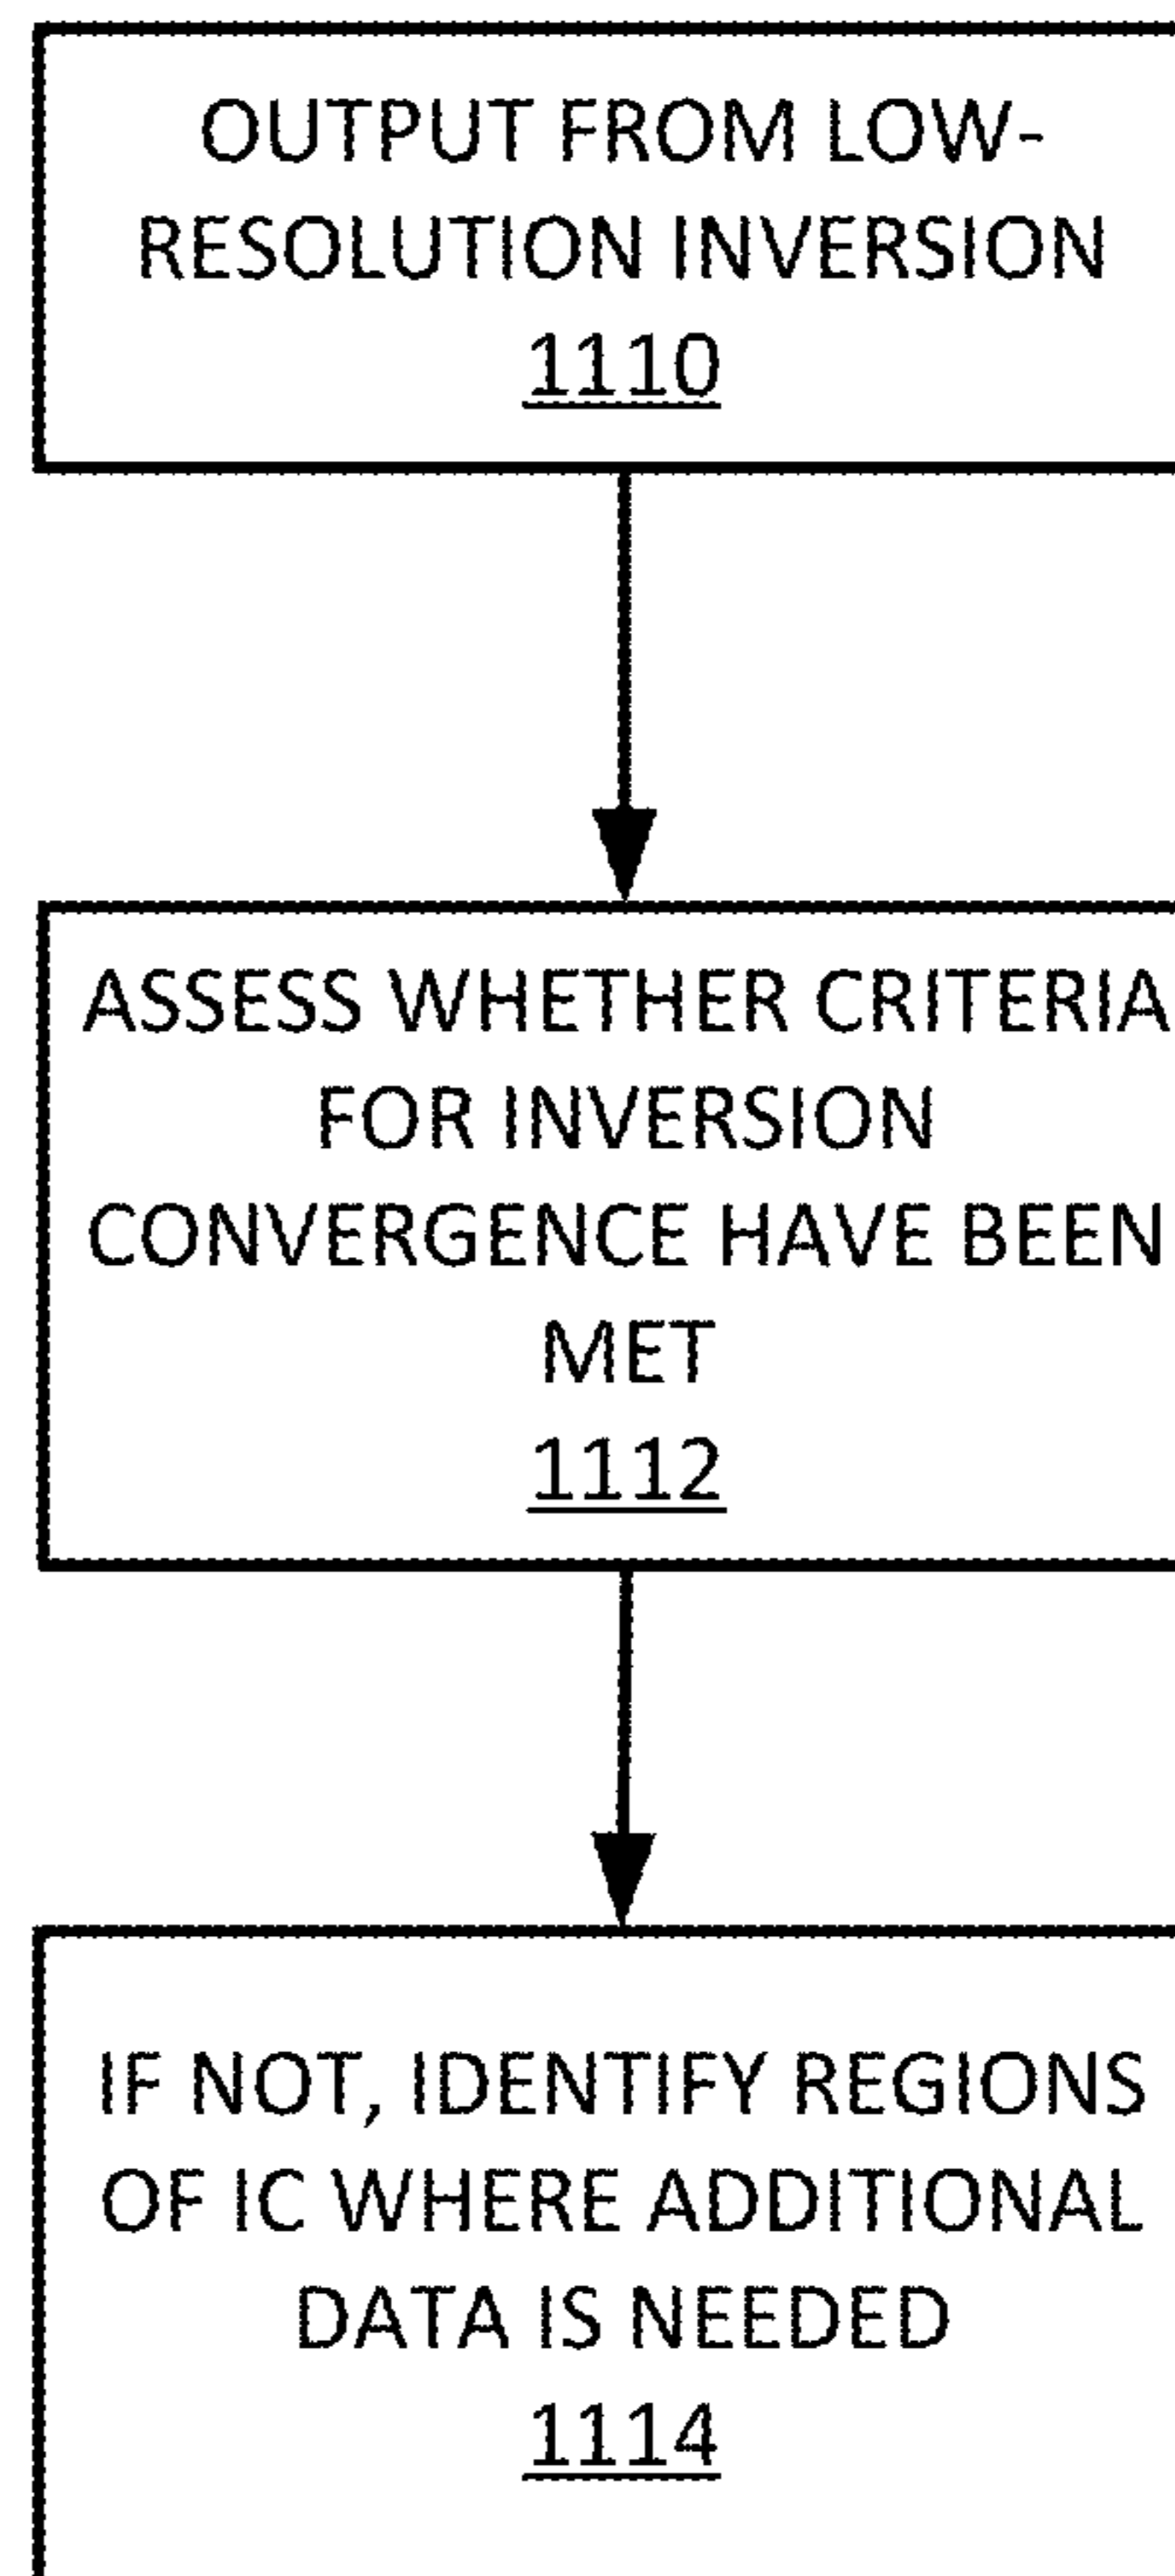 OUTPUT FROM LOW-
RESOLUTION INVERSION
1110
ASSESS WHETHER CRITERIA
FOR INVERSION
CONVERGENCE HAVE BEEN
MET
1112
IF NOT, IDENTIFY REGIONS
OF IC WHERE ADDITIONAL
DATA IS NEEDED
1114